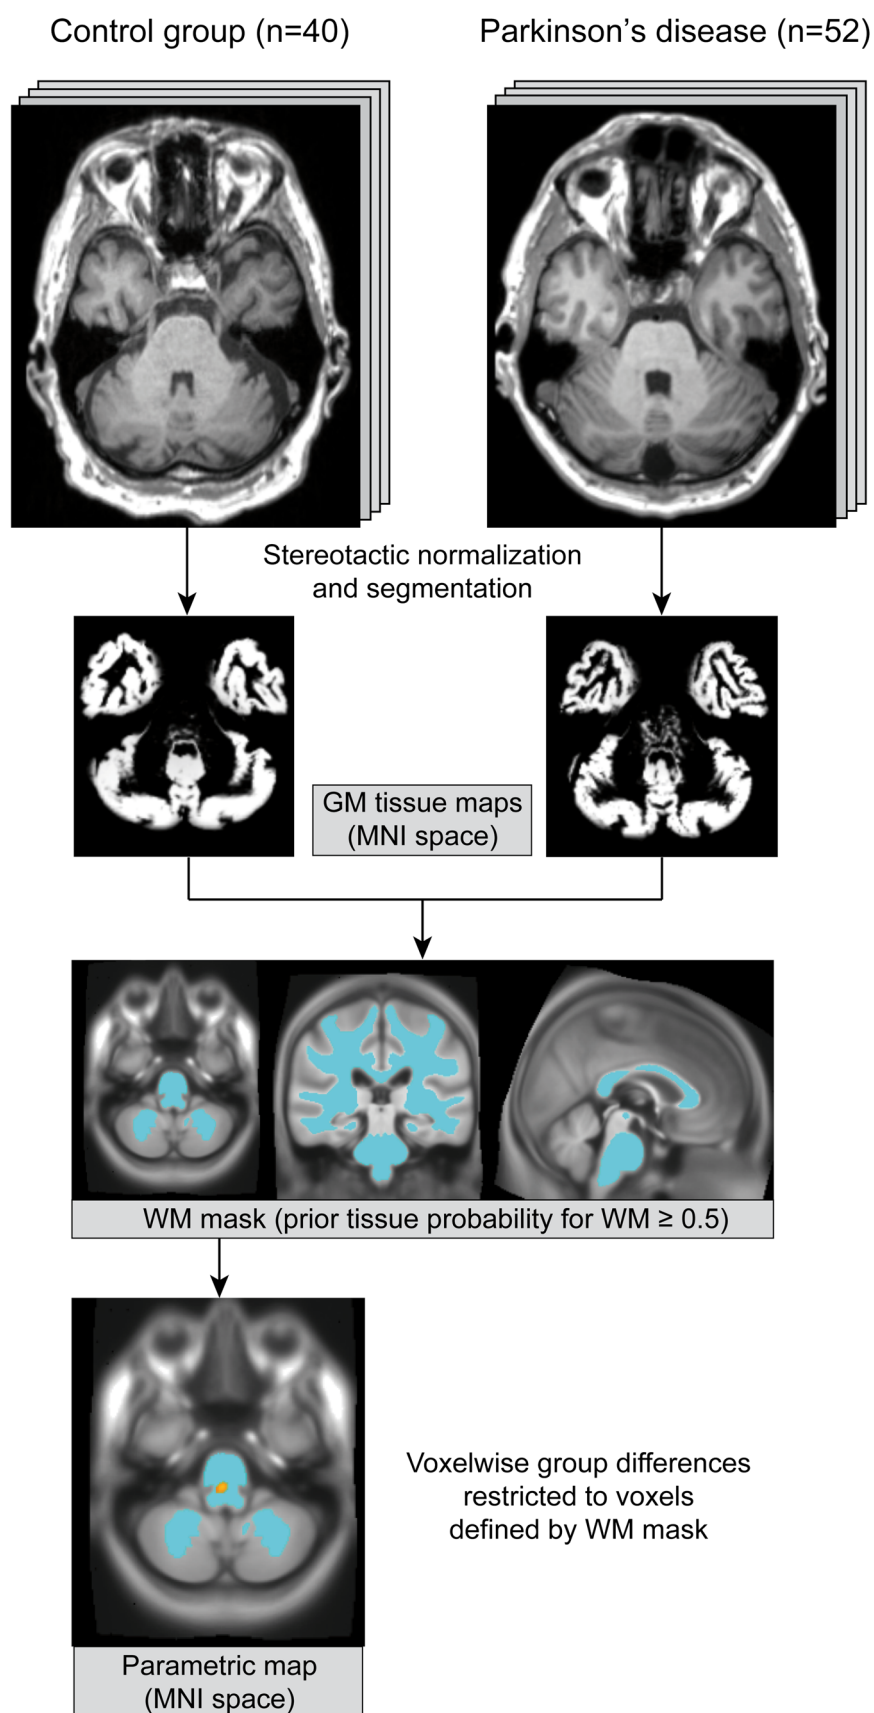 Control group (n=40)
Parkinson’s disease (n=52)
Stereotactic normalization
and segmentation
GM tissue maps
(MNI space)
WM mask (prior tissue probability for WM ≥ 0.5)
Voxelwise group differences
restricted to voxels
defined by WM mask
Parametric map
(MNI space)